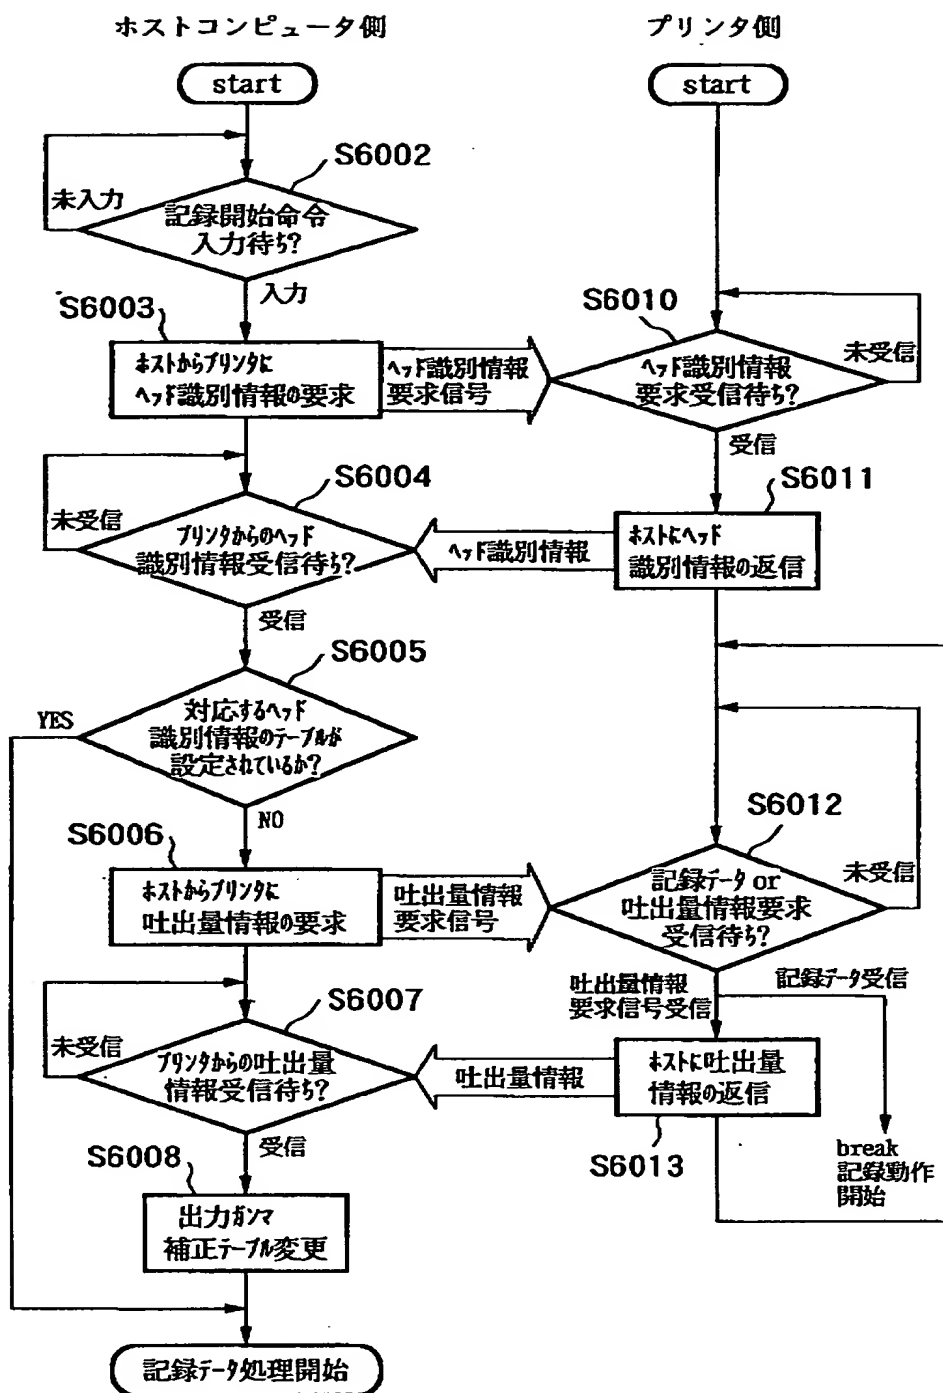 ホストコンピュータ側
プリンタ側
start
start
S6002
未入力
記録開始命令
入力待ち?
入力
S6003
ホストからプリンタに
ヘッド識別情報の要求
ヘッド識別情報
要求信号
S6010
ヘッド識別情報
要求受信待ち?
未受信
受信
S6004
未受信
プリンタからのヘッド
識別情報受信待ち?
受信
ヘッド識別情報
S6011
ホストにヘッド
識別情報の返信
S6005
YES
対応するヘッド
識別情報のテーブルが
設定されているか?
NO
S6006
ホストからプリンタに
吐出量情報の要求
吐出量情報
要求信号
S6012
記録データ or
吐出量情報要求
受信待ち?
未受信
吐出量情報
要求信号受信
記録データ受信
S6007
未受信
プリンタからの吐出量
情報受信待ち?
受信
吐出量情報
ホストに吐出量
情報の返信
S6013
break
記録動作
開始
S6008
出力ガンマ
補正テーブル変更
記録データ処理開始